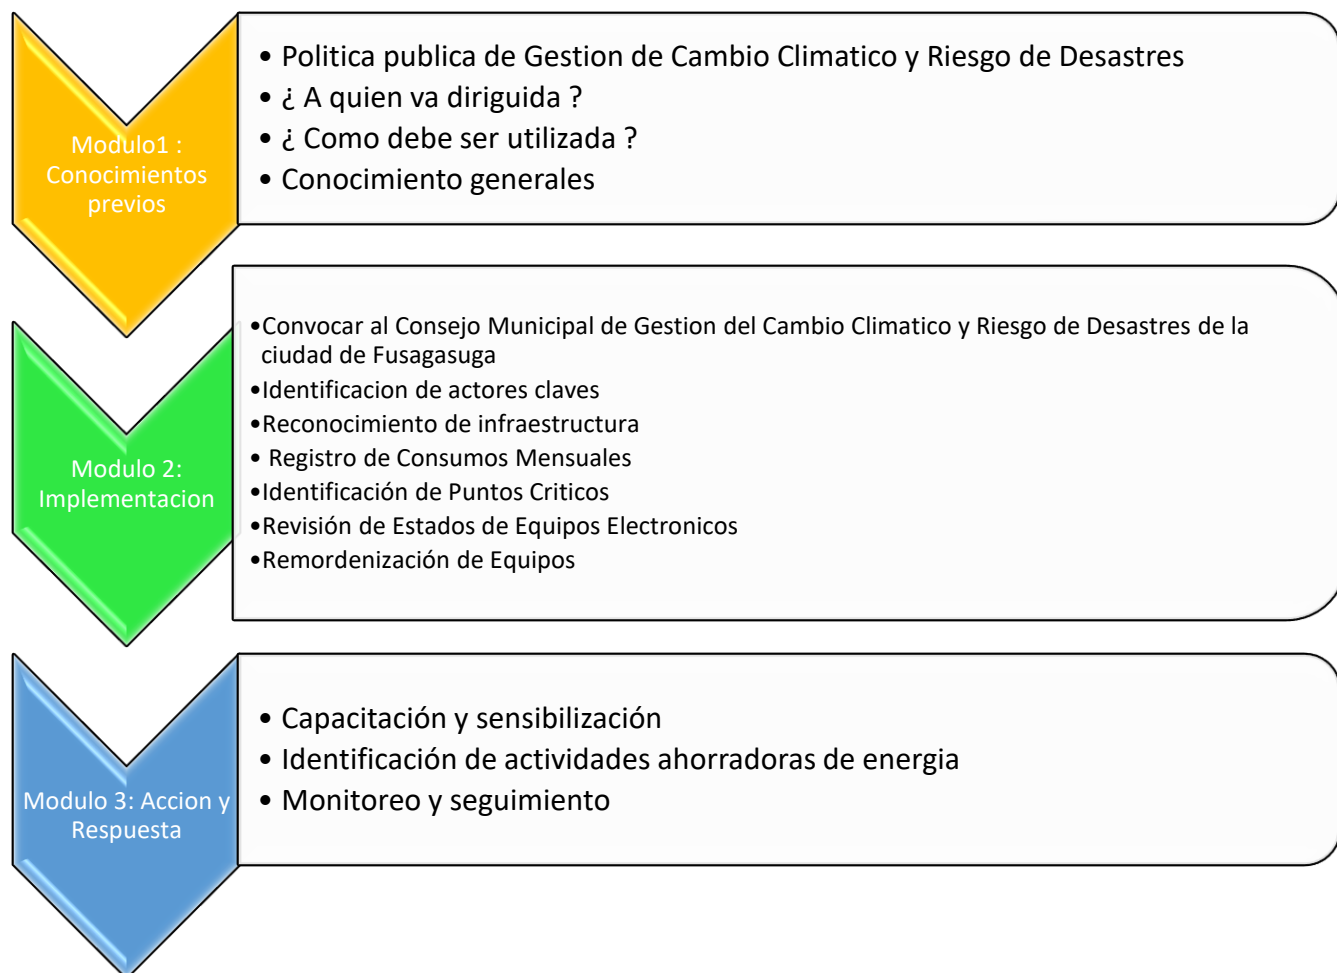 Modulo1 :
Conocimientos
previos
• Politica publica de Gestion de Cambio Climatico y Riesgo de Desastres
• ¿ A quien va diriguida ?
• ¿ Como debe ser utilizada ?
• Conocimiento generales
Modulo 2:
Implementacion
•Convocar al Consejo Municipal de Gestion del Cambio Climatico y Riesgo de Desastres de la
ciudad de Fusagasuga
•Identificacion de actores claves
•Reconocimiento de infraestructura
• Registro de Consumos Mensuales
•Identificación de Puntos Criticos
•Revisión de Estados de Equipos Electronicos
•Remordenización de Equipos
Modulo 3: Accion y
Respuesta
• Capacitación y sensibilización
• Identificación de actividades ahorradoras de energia
• Monitoreo y seguimiento